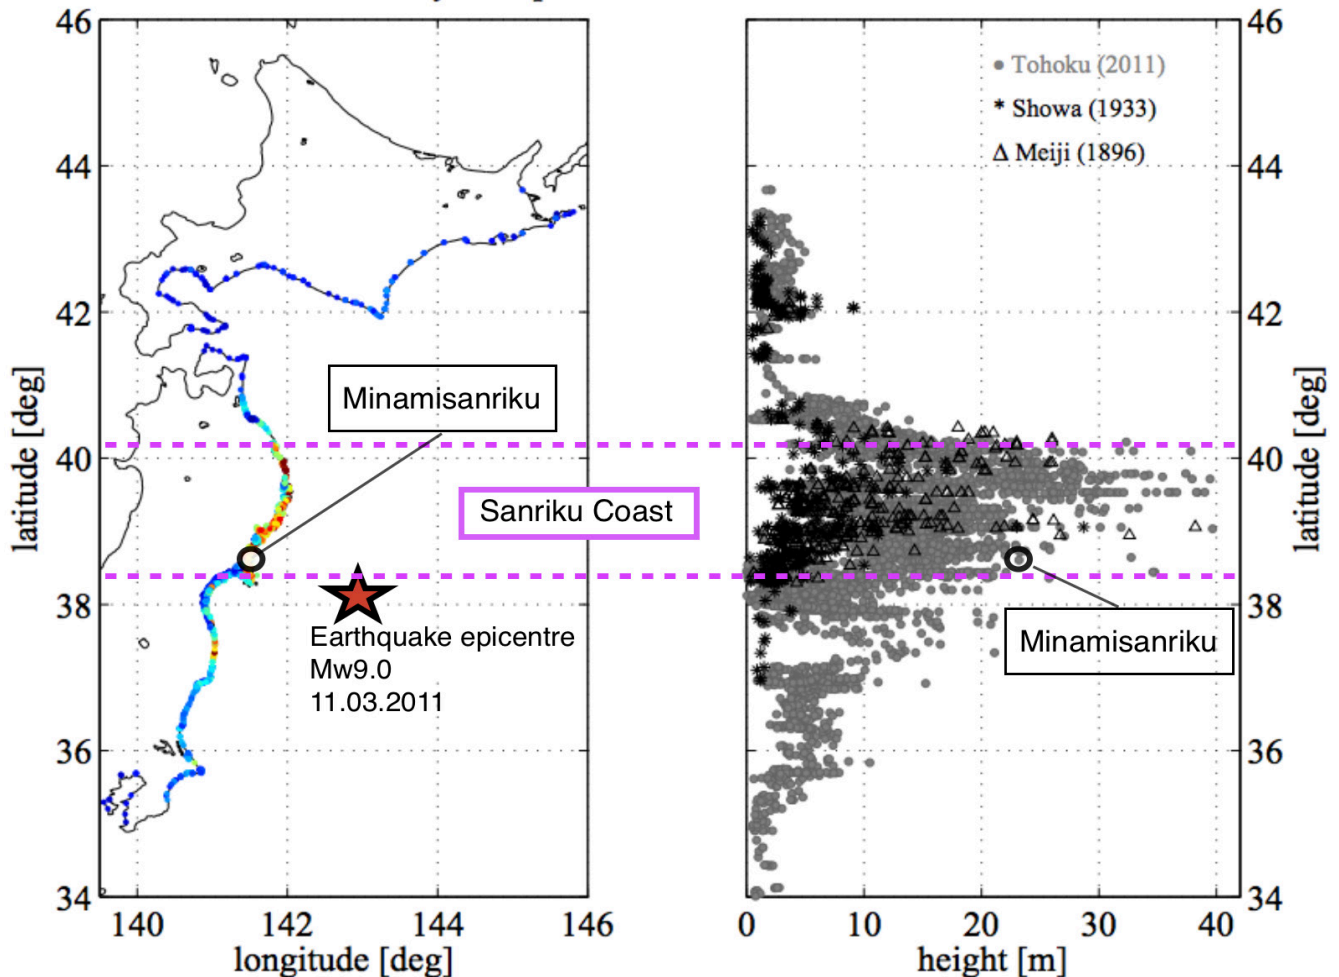 46
44
42
40
38
36
34
latitude [deg]
140
142
144
146
longitude [deg]
Minamisanriku
Sanriku Coast
Earthquake epicentre
Mw9.0
11.03.2011
Tohoku (2011)
* Showa (1933)
Δ Meiji (1896)
Minamisanriku
46
44
42
40
38
36
34
latitude [deg]
0
10
20
30
40
height [m]